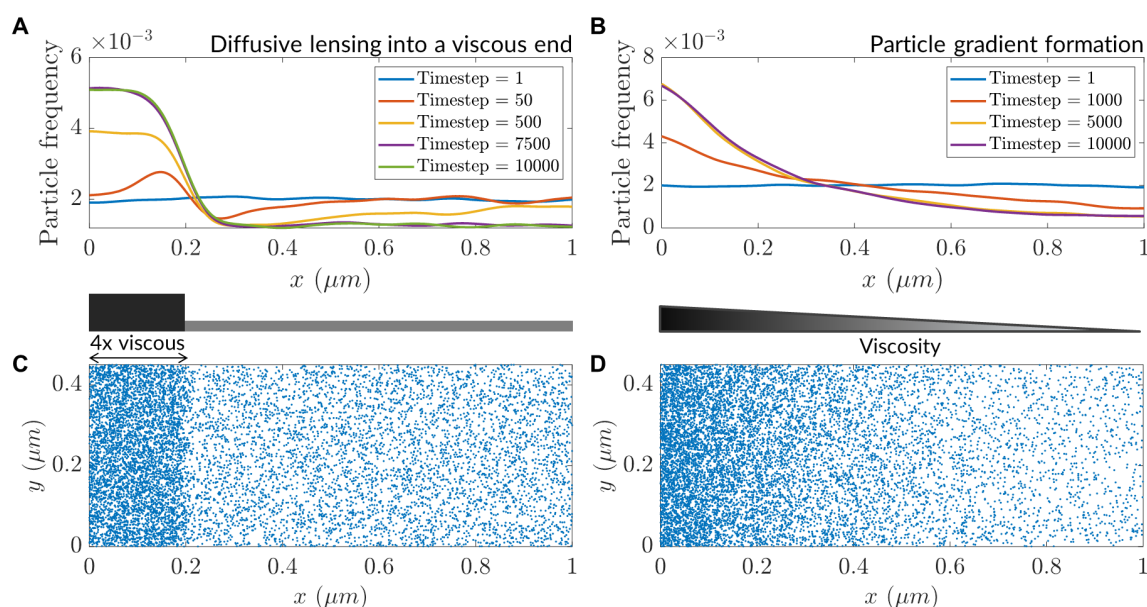 A
×10⁻³
Diffusive lensing into a viscous end
Particle frequency
6
4
2
Timestep = 1
Timestep = 50
Timestep = 500
Timestep = 7500
Timestep = 10000
0
0.2
0.4
0.6
0.8
1
x (μm)
B
×10⁻³
Particle gradient formation
Particle frequency
8
6
4
2
0
Timestep = 1
Timestep = 1000
Timestep = 5000
Timestep = 10000
0
0.2
0.4
0.6
0.8
1
x (μm)
4x viscous
Viscosity
C
y (μm)
0.4
0.2
0
0
0.2
0.4
0.6
0.8
1
x (μm)
D
y (μm)
0.4
0.2
0
0
0.2
0.4
0.6
0.8
1
x (μm)